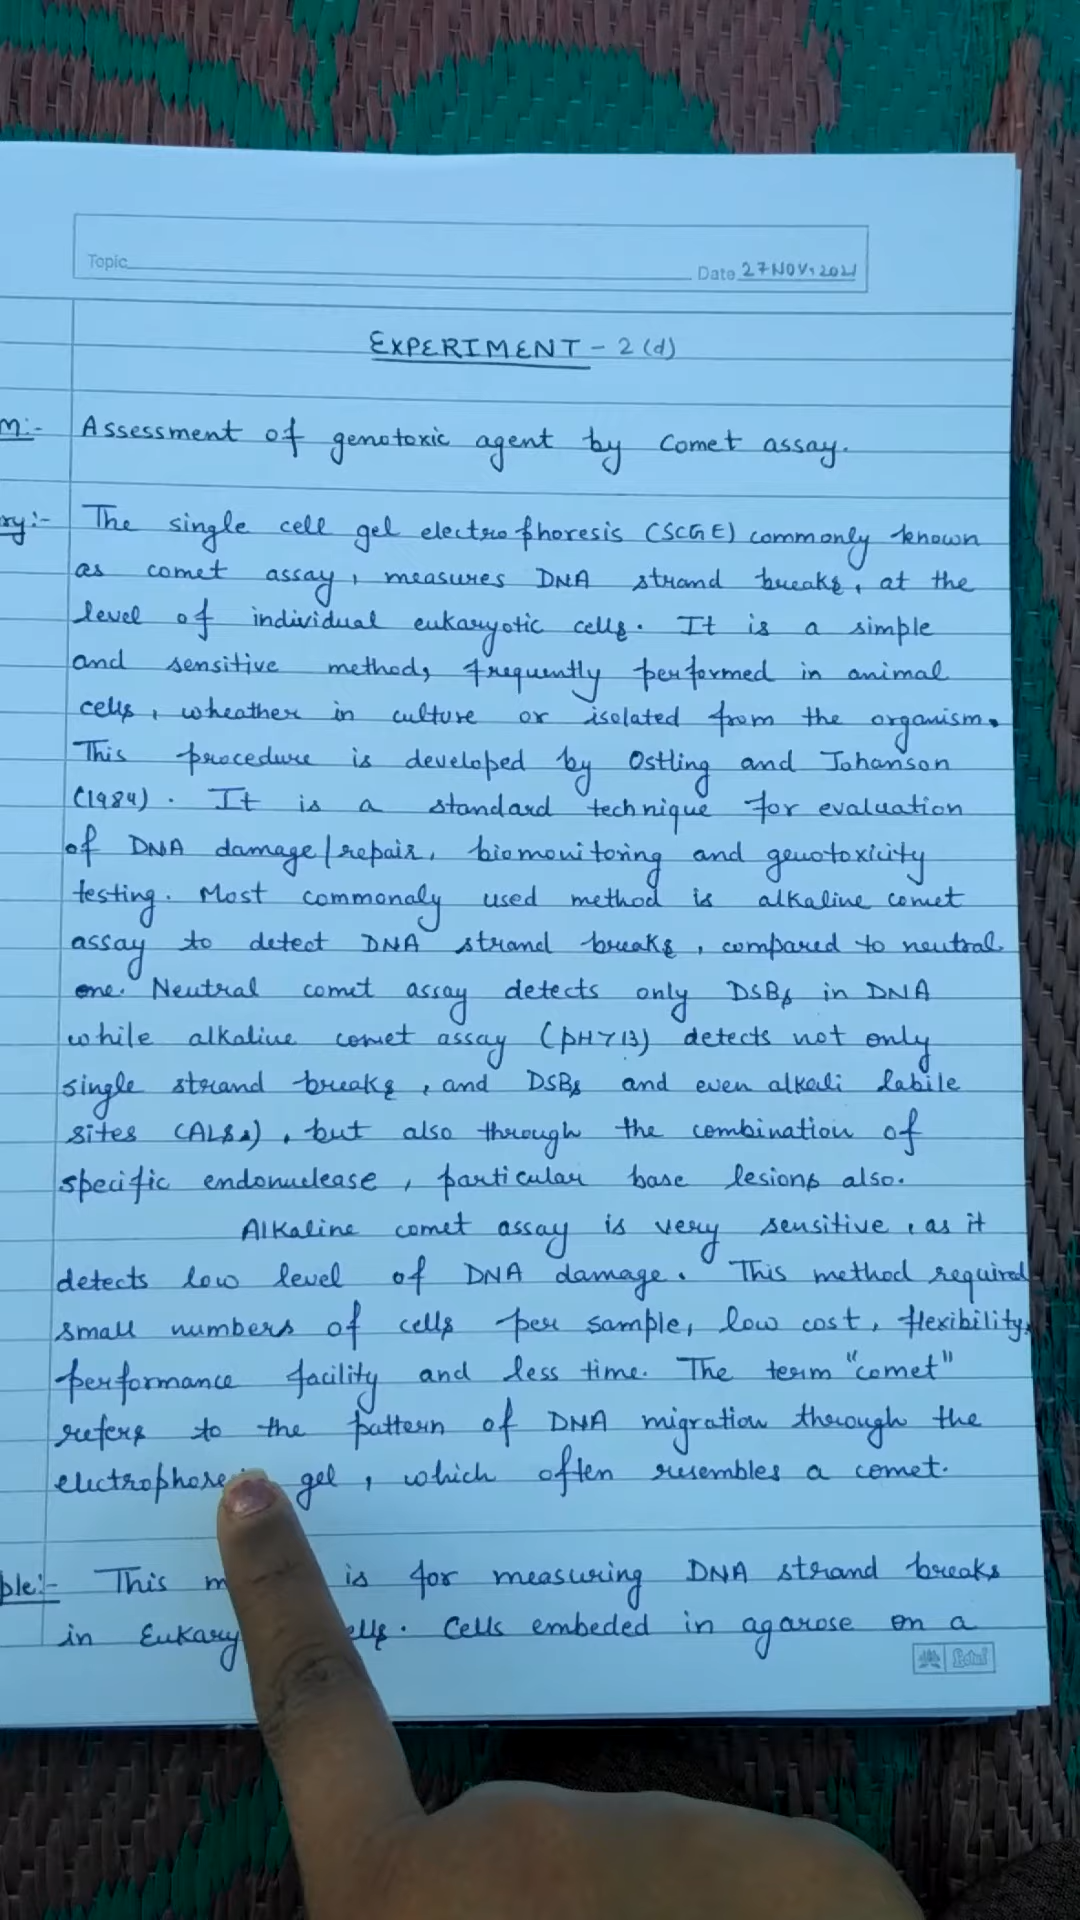 Topic
Date 27 NOV, 2021
EXPERIMENT - 2 (d)
m:- Assessment of genotoxic agent by comet assay.
ry:- The single cell gel electrophoresis (SCGE) commonly known
as comet assay, measures DNA strand breaks, at the
level of individual eukaryotic cells. It is a simple
and sensitive method, frequently performed in animal
cells, wheather in culture or isolated from the organism.
This procedure is developed by Ostling and Johanson
(1984). It is a standard technique for evaluation
of DNA damage/repair, biomonitoring and genotoxicity
testing. Most commonaly used method is alkaline comet
assay to detect DNA strand breaks, compared to neutral
one. Neutral comet assay detects only DSBs in DNA
while alkaline comet assay (pH>13) detects not only
single strand breaks, and DSBs and even alkali labile
sites (ALSs), but also through the combination of
specific endonuclease, particular base lesions also.
Alkaline comet assay is very sensitive, as it
detects low level of DNA damage. This method required
small numbers of cells per sample, low cost, flexibility,
performance facility and less time. The term "comet"
refers to the pattern of DNA migration through the
electrophore gel, which often resembles a comet.
ple:- This m is for measuring DNA strand breaks
in Eukary ells. Cells embeded in agarose on a